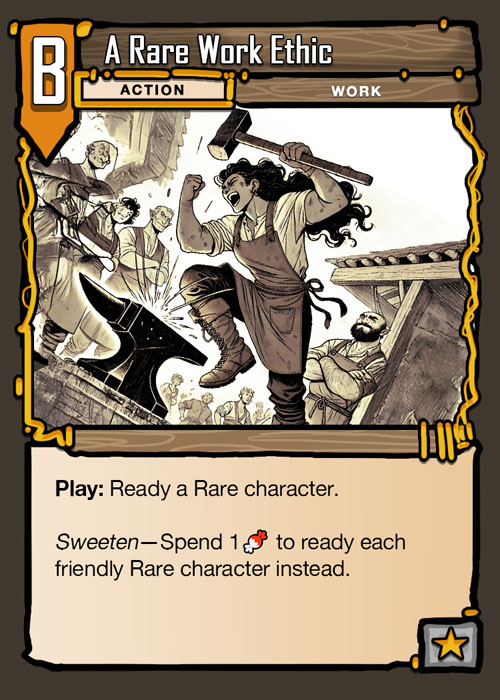 B
A Rare Work Ethic
ACTION
WORK
Play: Ready a Rare character.
Sweeten—Spend 1 to ready each
friendly Rare character instead.